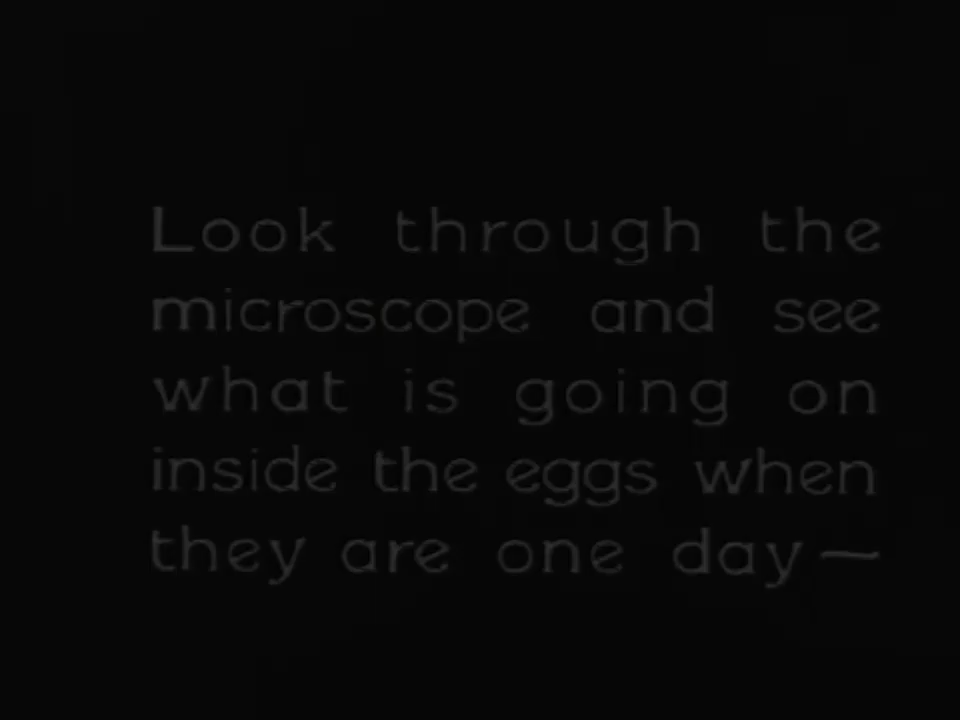 Look through the
microscope and see
what is going on
inside the eggs when
they are one day—